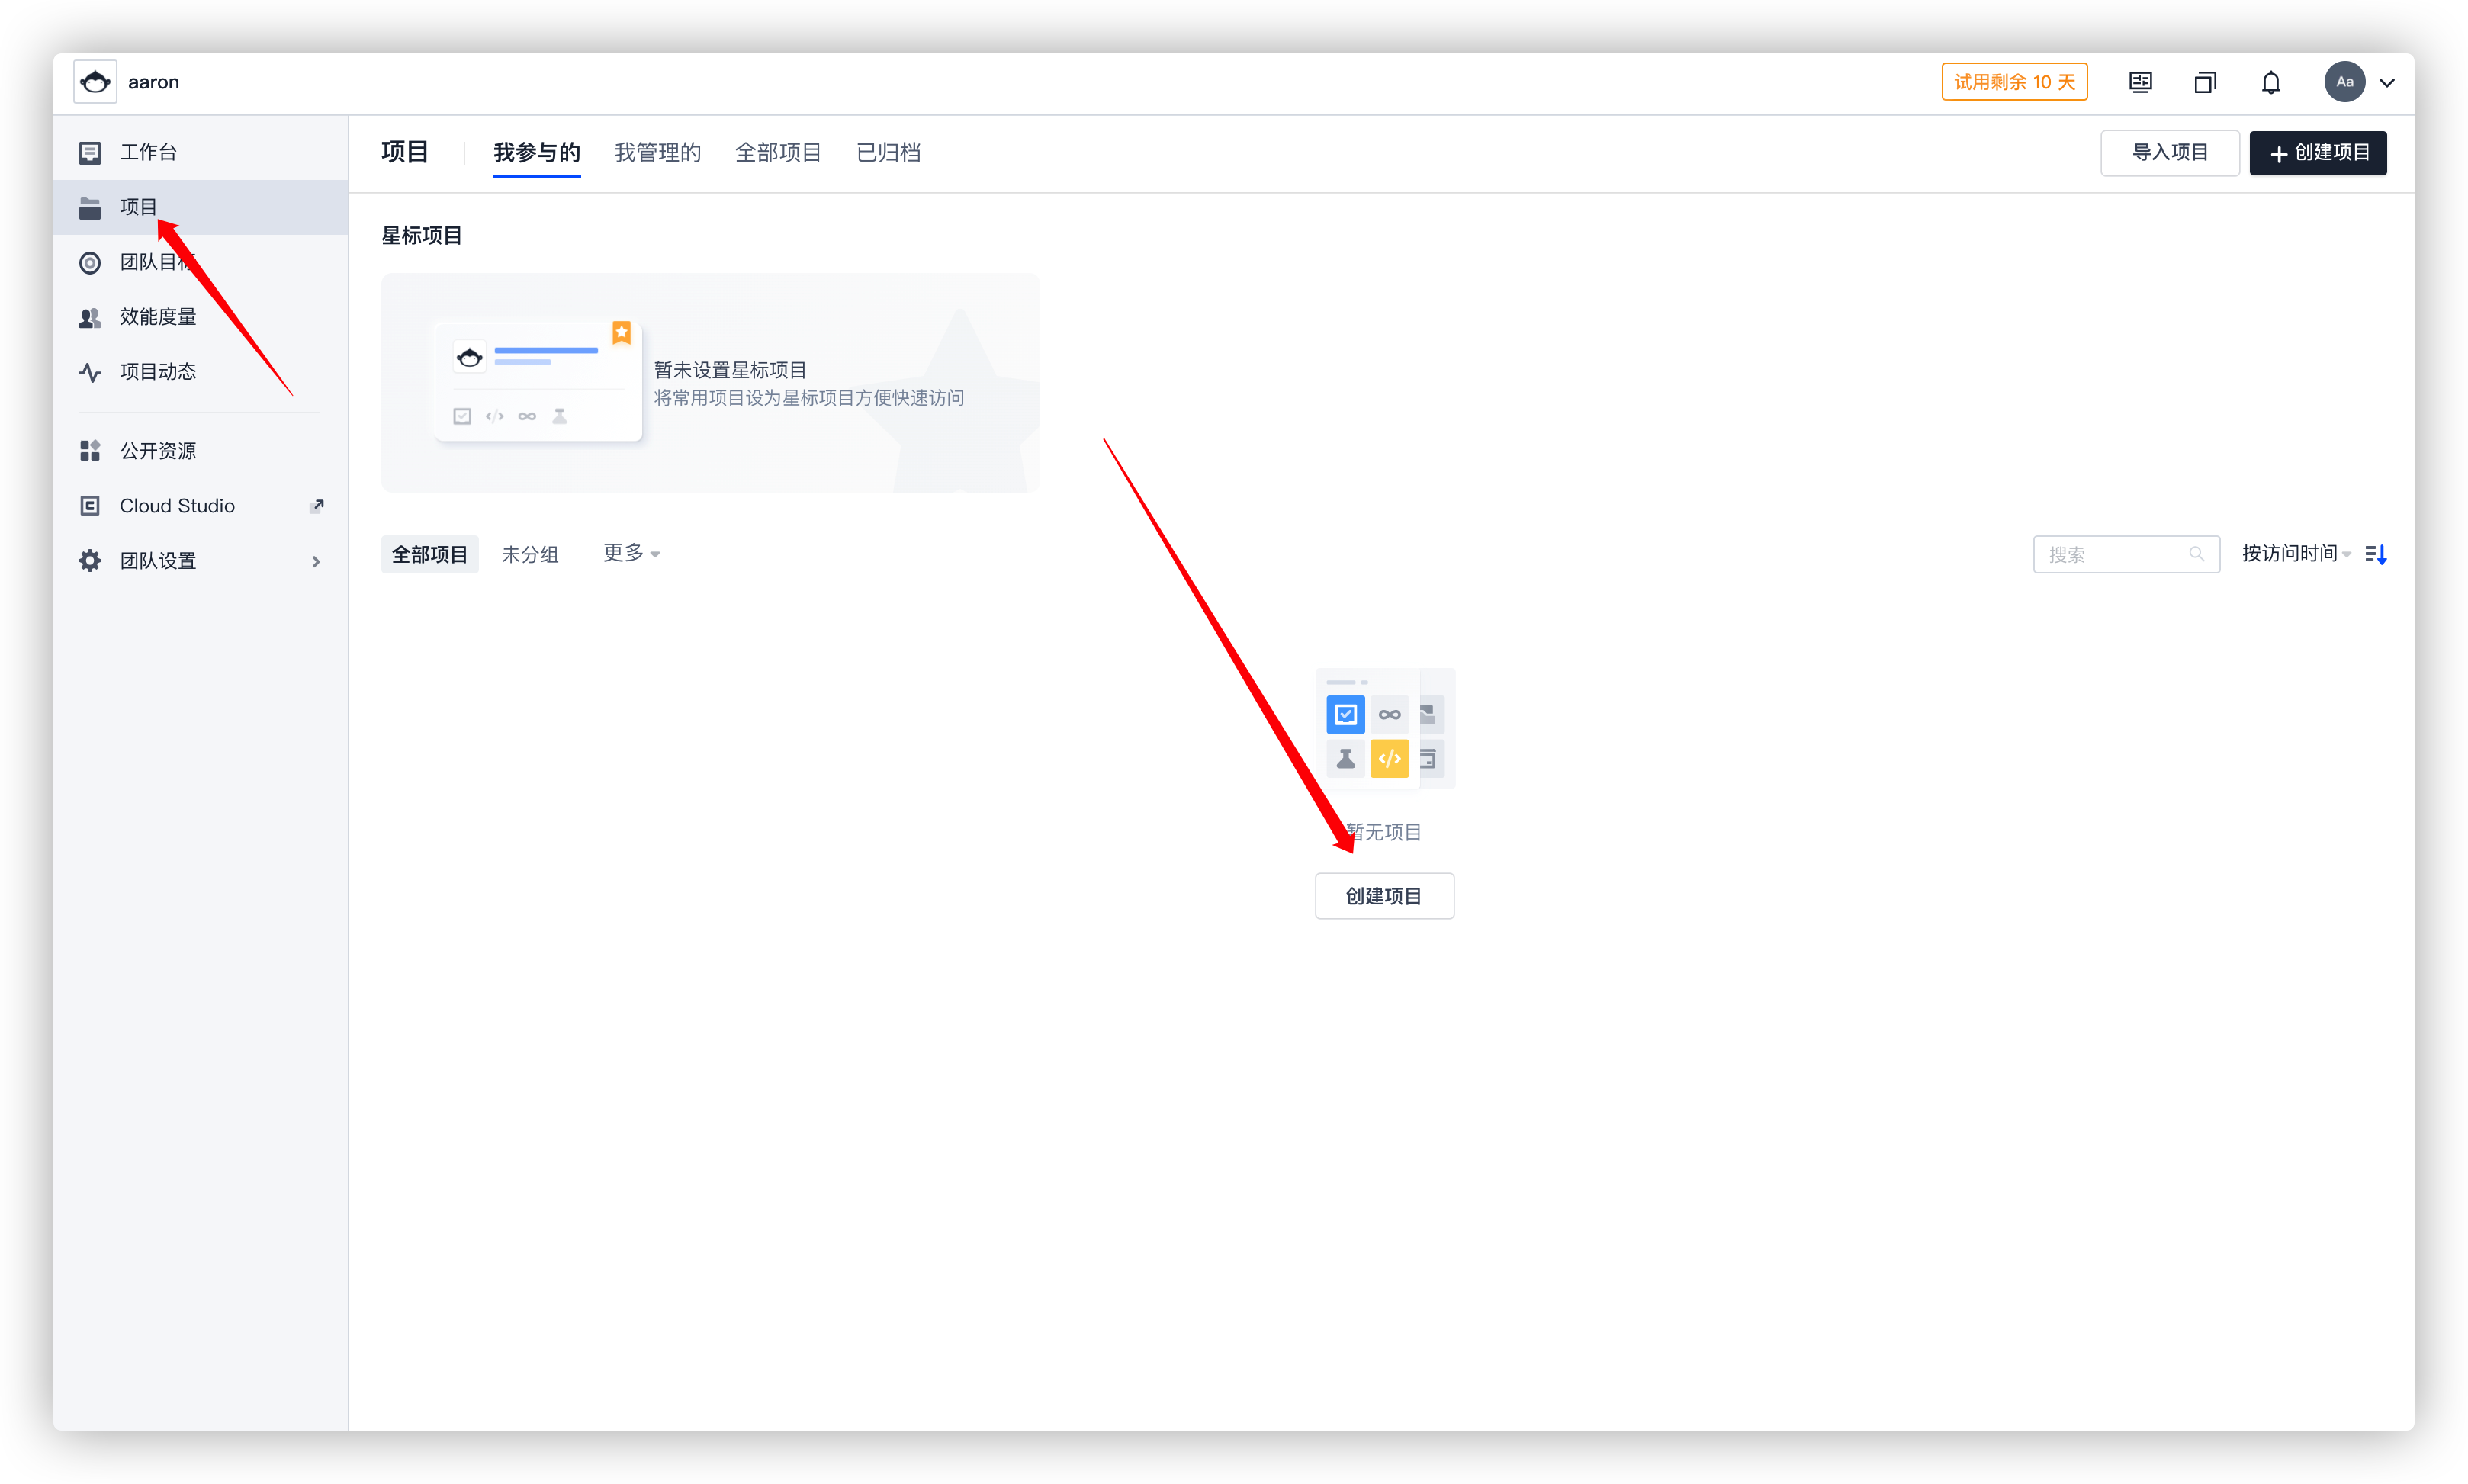 aaron
试用剩余 10 天
Aa
工作台
项目
团队目标
效能度量
项目动态
公开资源
Cloud Studio
团队设置
项目
我参与的
我管理的
全部项目
已归档
导入项目
创建项目
星标项目
暂未设置星标项目
将常用项目设为星标项目方便快速访问
全部项目
未分组
更多
搜索
按访问时间
暂无项目
创建项目